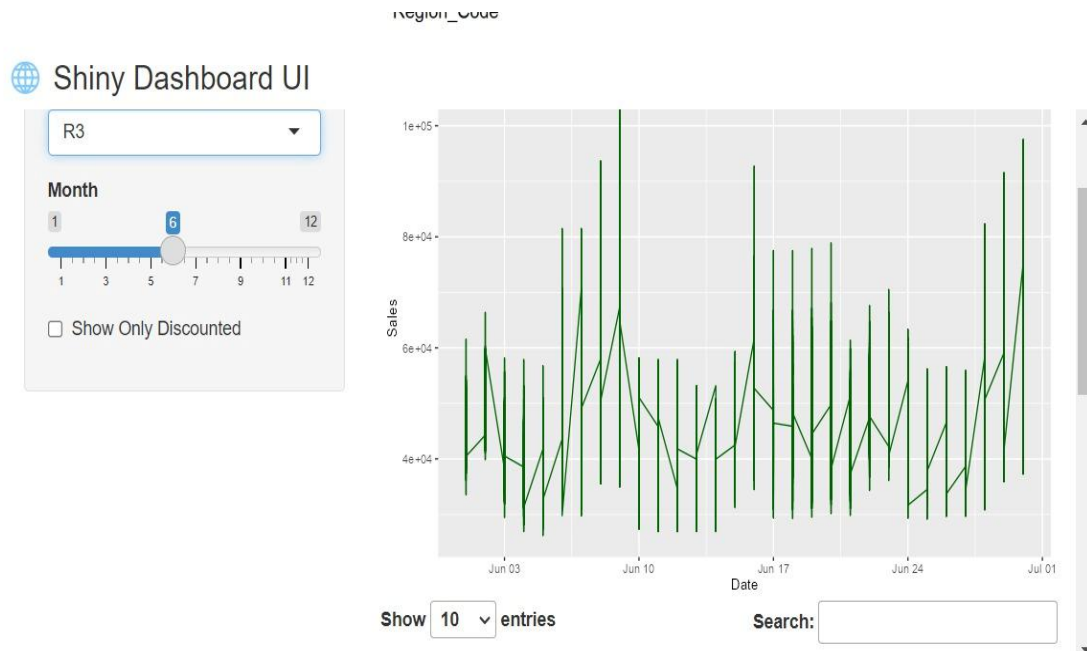 Region_Code
Shiny Dashboard UI
R3
Month
1 6 12
1 3 5 7 9 11 12
Show Only Discounted
1e+05
8e+04
6e+04
4e+04
Sales
Jun 03 Jun 10 Jun 17 Jun 24 Jul 01
Date
Show 10 entries
Search: